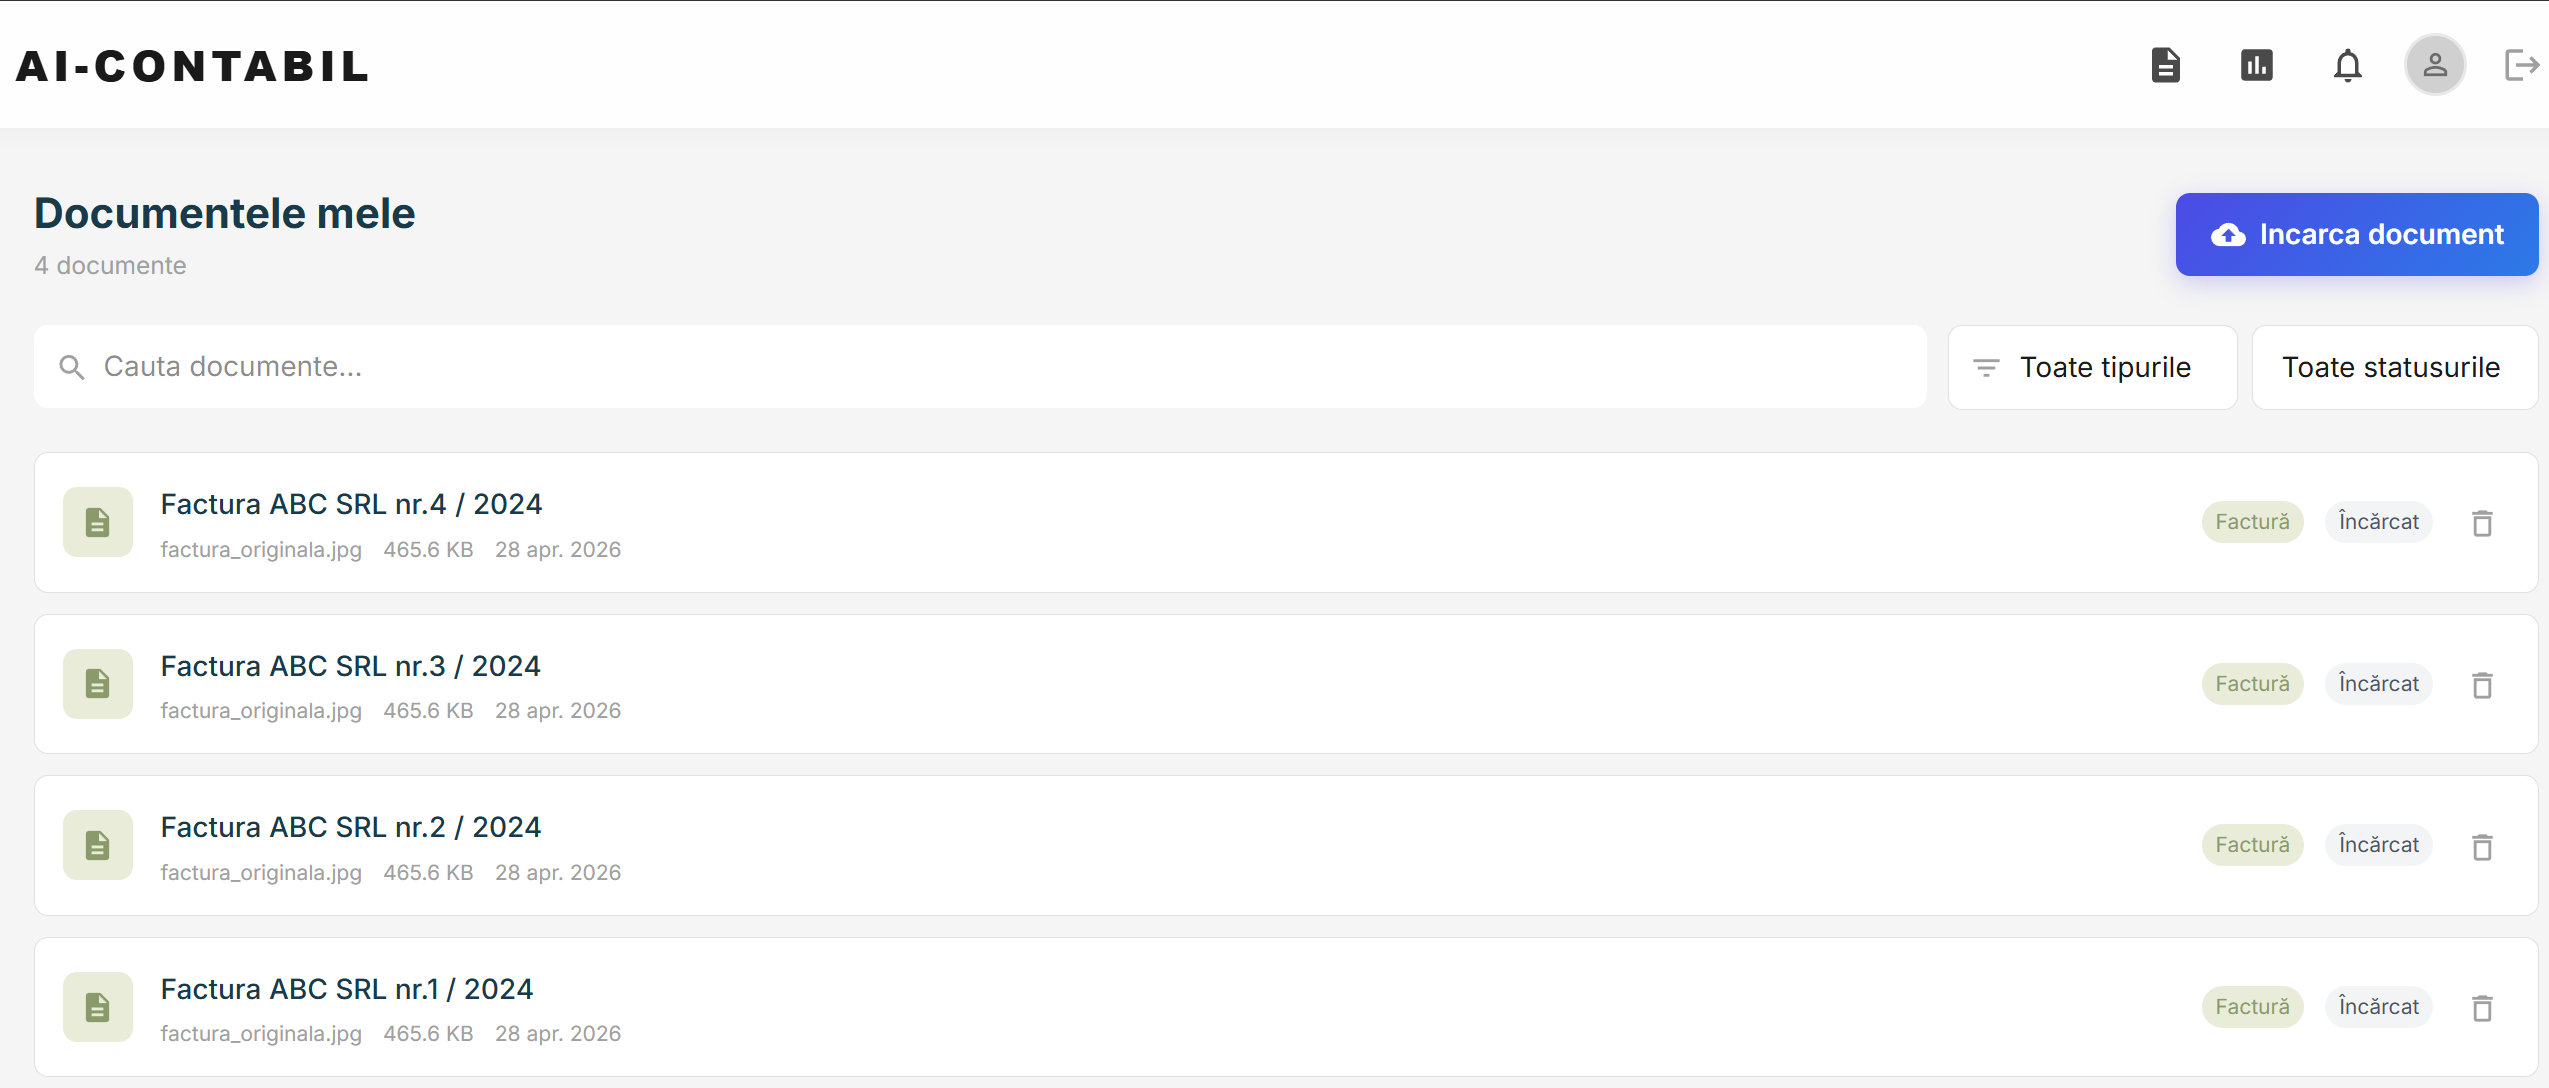 AI-CONTABIL
Documentele mele
4 documente
Incarca document
Cauta documente...
Toate tipurile
Toate statusurile
Factura ABC SRL nr.4 / 2024
factura_originala.jpg 465.6 KB 28 apr. 2026
Factură
Încărcat
Factura ABC SRL nr.3 / 2024
factura_originala.jpg 465.6 KB 28 apr. 2026
Factură
Încărcat
Factura ABC SRL nr.2 / 2024
factura_originala.jpg 465.6 KB 28 apr. 2026
Factură
Încărcat
Factura ABC SRL nr.1 / 2024
factura_originala.jpg 465.6 KB 28 apr. 2026
Factură
Încărcat